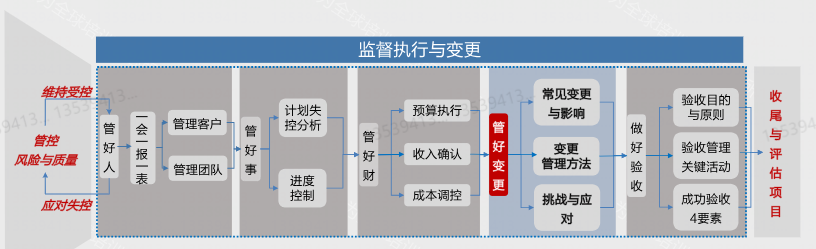 监督执行与变更
维持受控
管控
风险与质量
应对失控
管好人
一会一报一表
管理客户
管理团队
管好事
计划失
控分析
进度
控制
管好财
预算执行
收入确认
成本调控
管好变更
常见变更
与影响
变更
管理方法
挑战与应
对
做好验收
验收目的
与原则
验收管理
关键活动
成功验收
4要素
收尾与评估项目